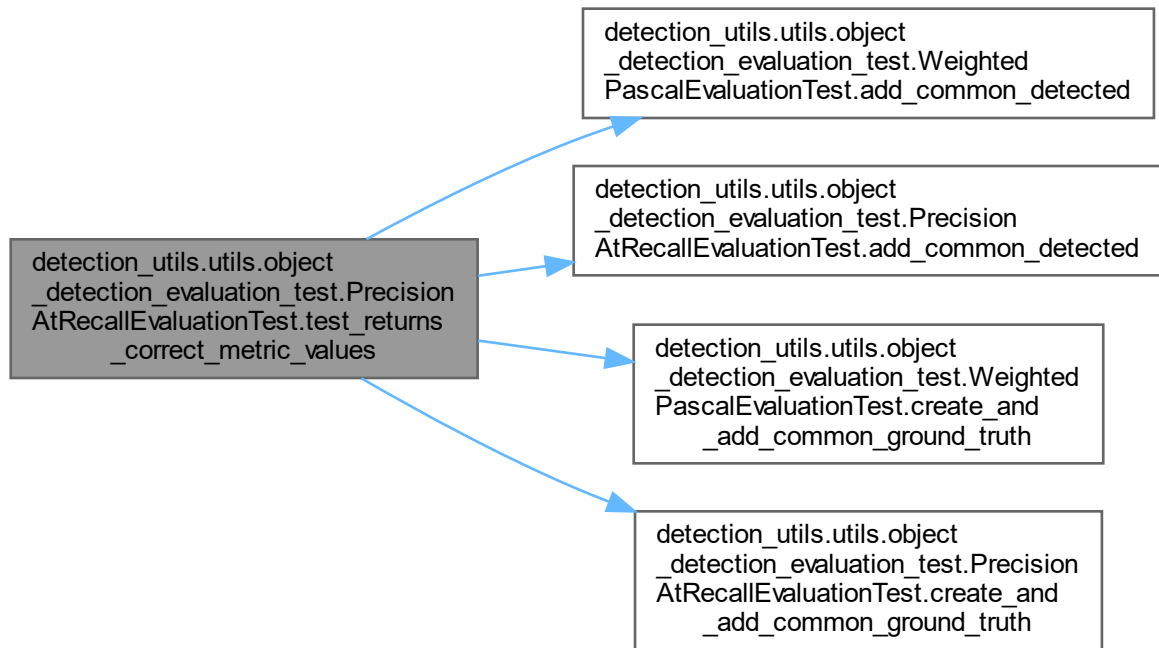 detection_utils.utils.object
_detection_evaluation_test.Precision
AtRecallEvaluationTest.test_returns
_correct_metric_values
detection_utils.utils.object
_detection_evaluation_test.Weighted
PascalEvaluationTest.add_common_detected
detection_utils.utils.object
_detection_evaluation_test.Precision
AtRecallEvaluationTest.add_common_detected
detection_utils.utils.object
_detection_evaluation_test.Weighted
PascalEvaluationTest.create_and
_add_common_ground_truth
detection_utils.utils.object
_detection_evaluation_test.Precision
AtRecallEvaluationTest.create_and
_add_common_ground_truth